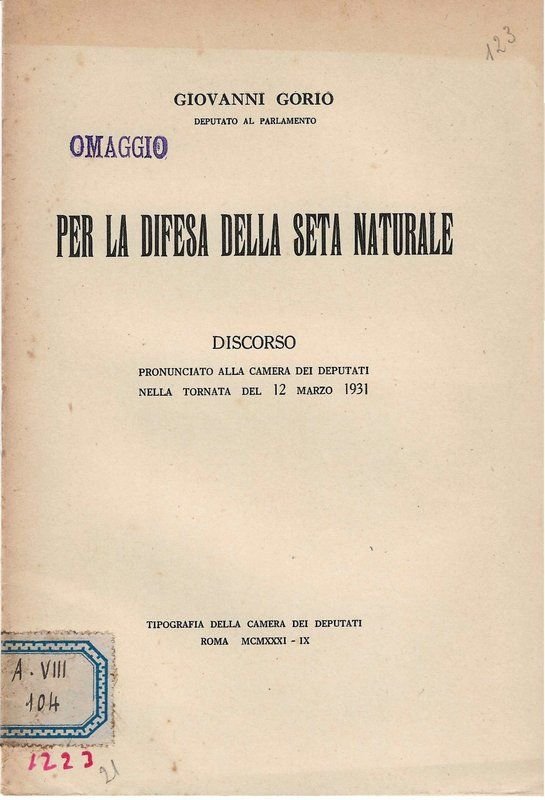 123
GIOVANNI GORIO
DEPUTATO AL PARLAMENTO
OMAGGIO
PER LA DIFESA DELLA SETA NATURALE
DISCORSO
PRONUNCIATO ALLA CAMERA DEI DEPUTATI
NELLA TORNATA DEL 12 MARZO 1931
TIPOGRAFIA DELLA CAMERA DEI DEPUTATI
ROMA MCMXXXI - IX
A. VIII
104
1223
21